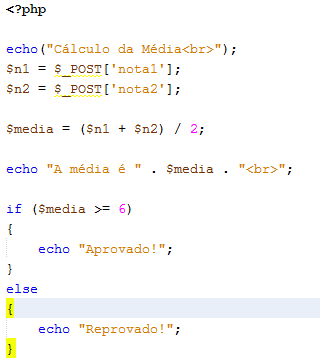 <?php
echo("Cálculo da Média<br>");
$n1 = $_POST['nota1'];
$n2 = $_POST['nota2'];
$media = ($n1 + $n2) / 2;
echo "A média é " . $media . "<br>";
if ($media >= 6)
{
    echo "Aprovado!";
}
else
{
    echo "Reprovado!";
}